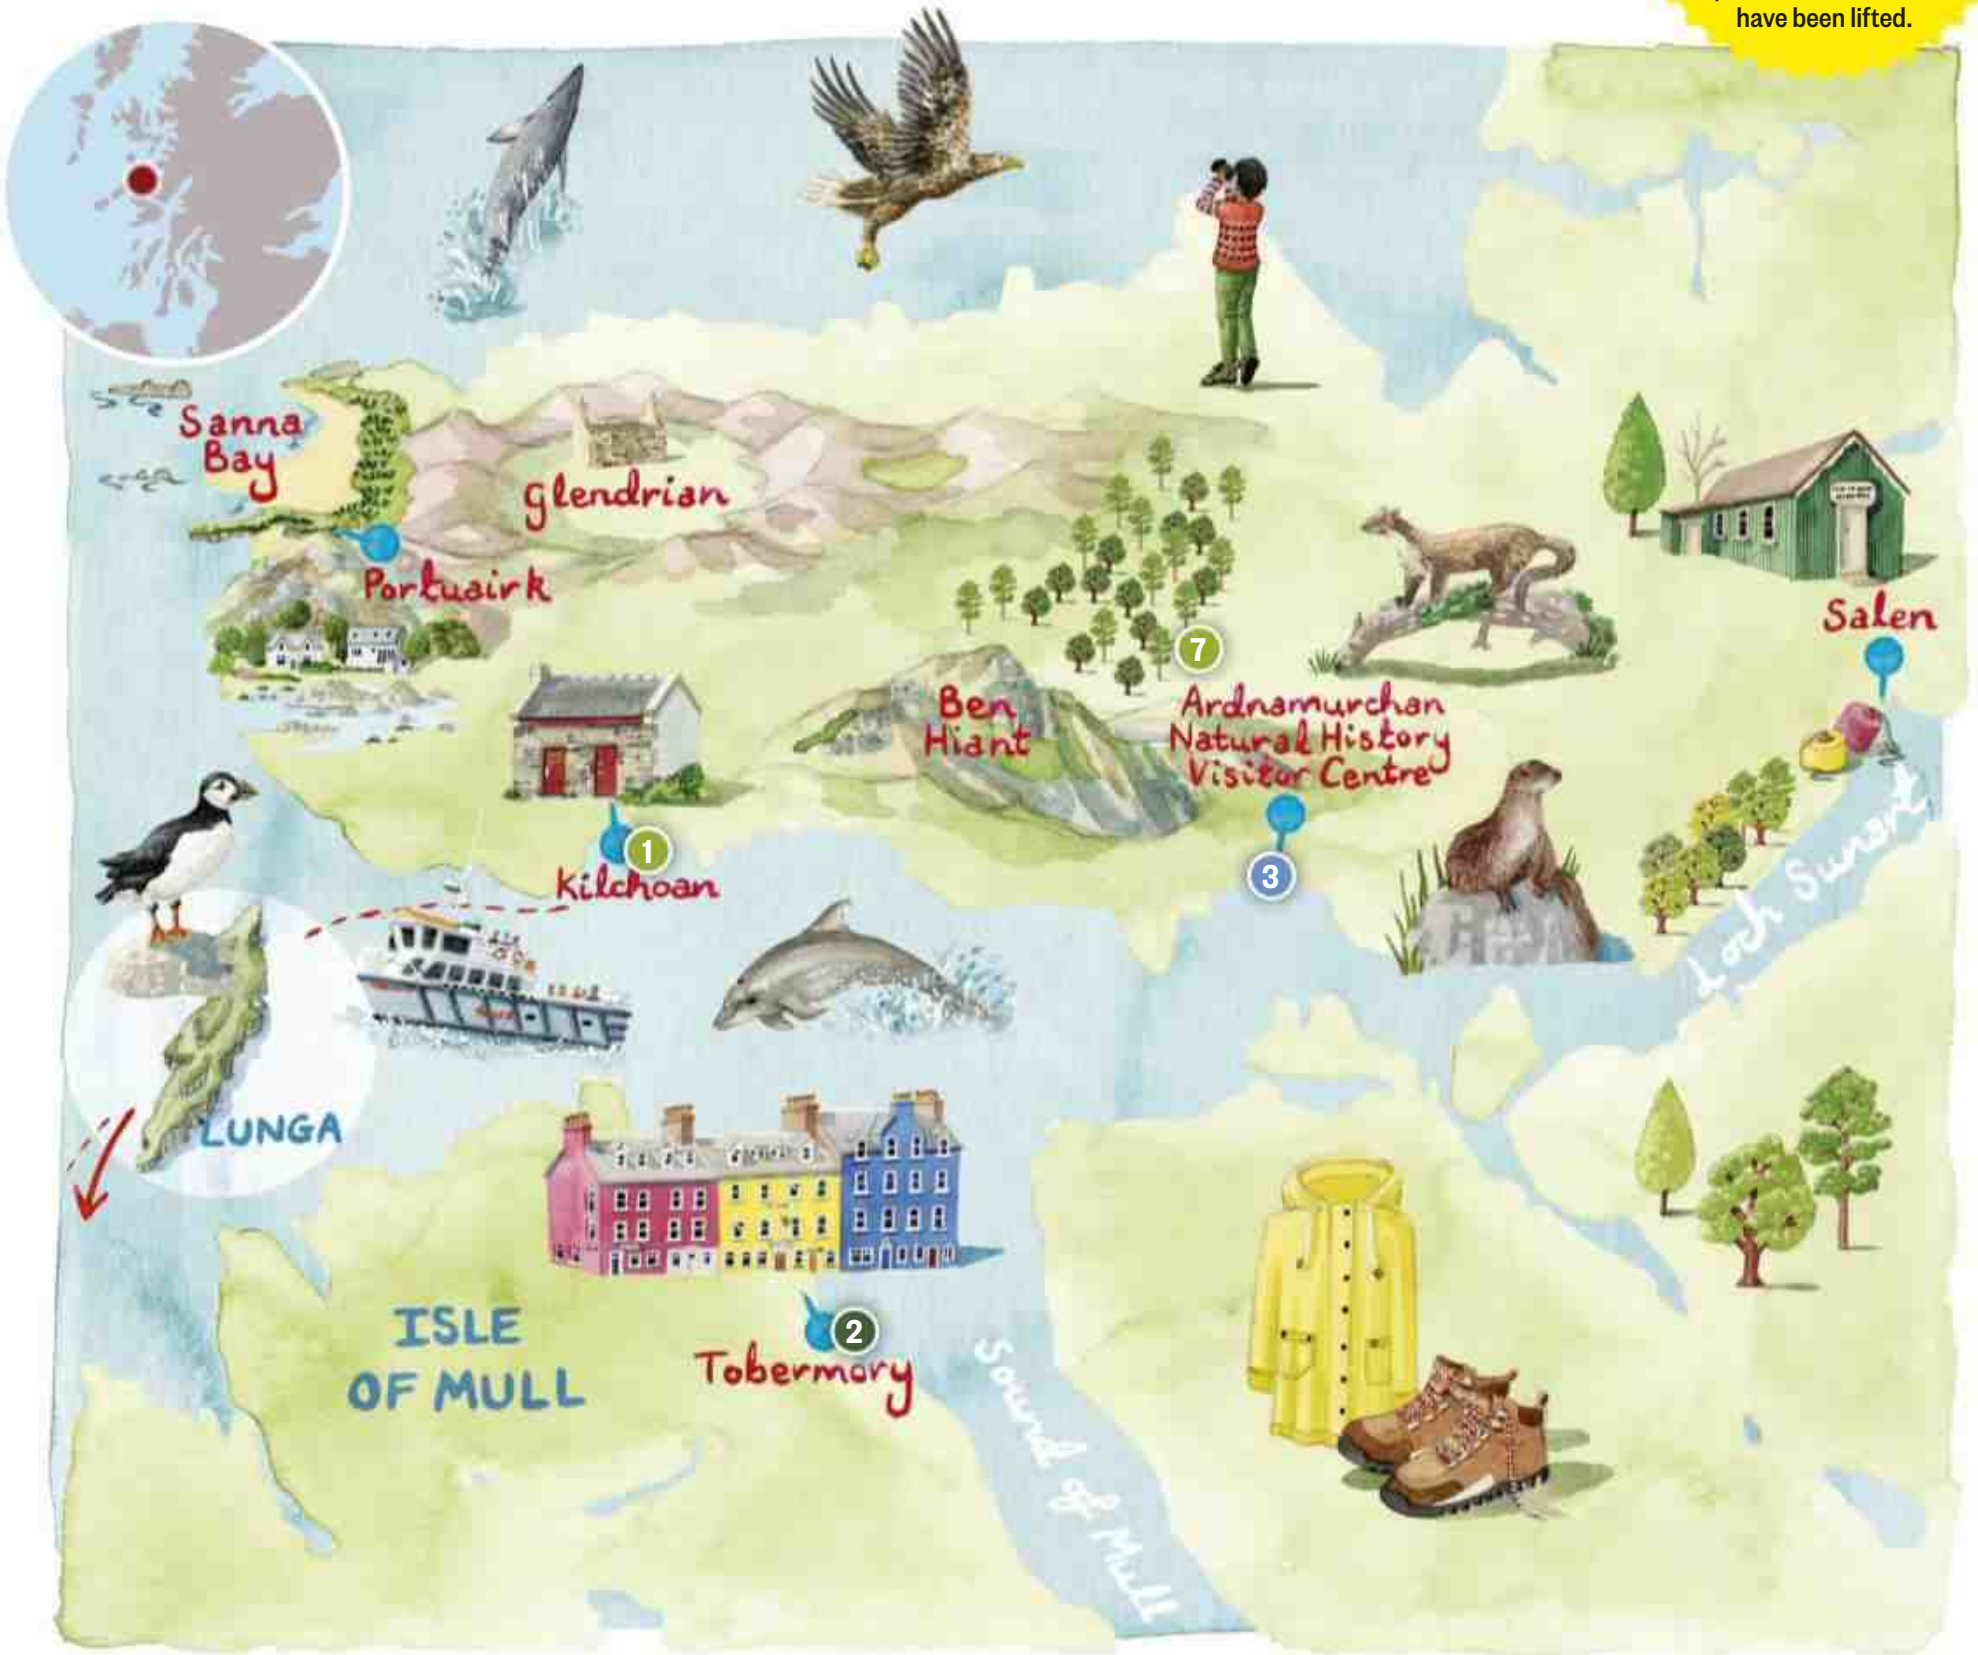 have been lifted.
Sanna
Bay
Glendrian
Portuairk
Salen
7
Ben
Hiant
Ardnamurchan
Natural History
Visitor Centre
Loch Sunart
1
Kilchoan
3
LUNGA
ISLE
OF MULL
2
Tobermory
Sound of Mull